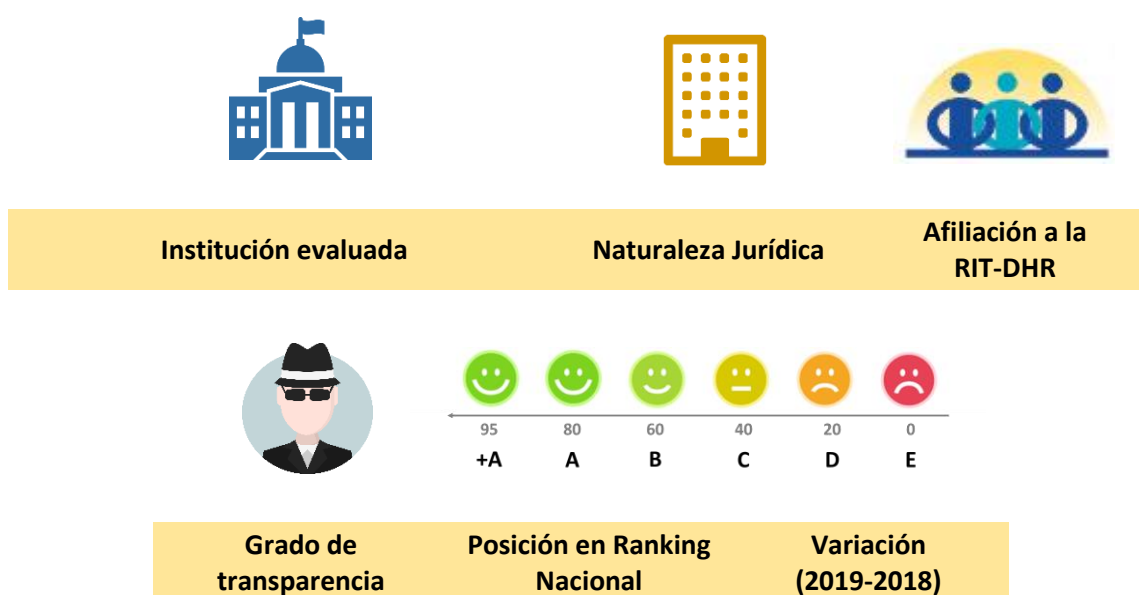 Institución evaluada
Naturaleza Jurídica
Afiliación a la
RIT-DHR
95 80 60 40 20 0
+A A B C D E
Grado de
transparencia
Posición en Ranking
Nacional
Variación
(2019-2018)